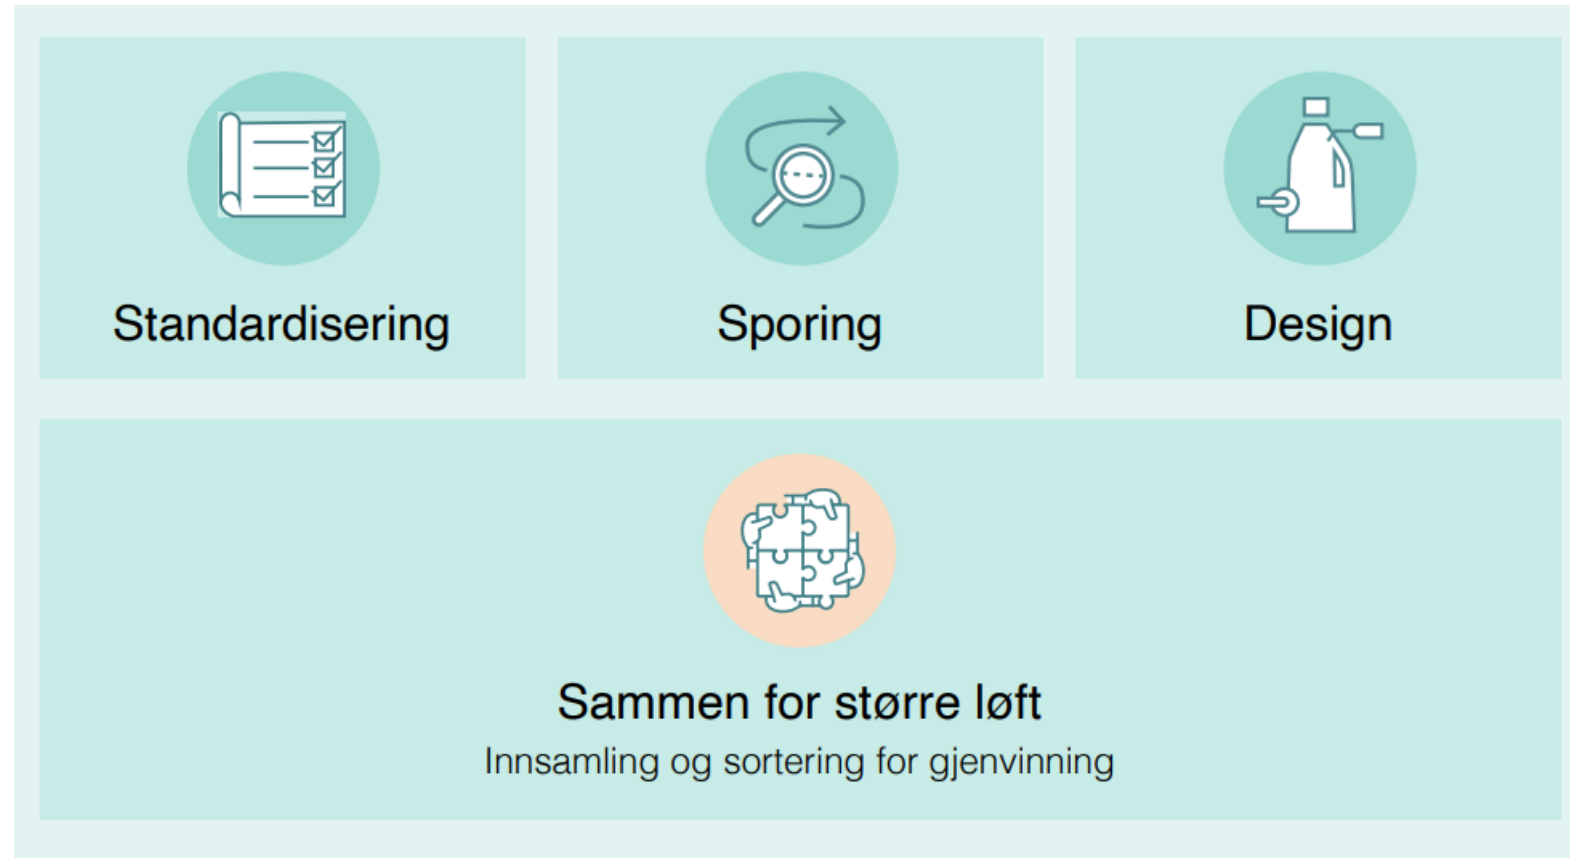 Standardisering
Sporing
Design
Sammen for større løft
Innsamling og sortering for gjenvinning